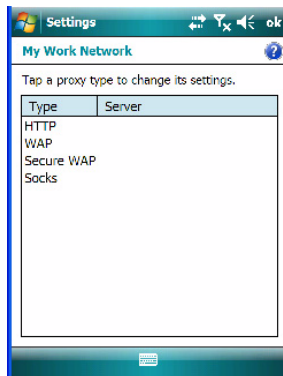 Settings ok
My Work Network
Tap a proxy type to change its settings.
Type Server
HTTP
WAP
Secure WAP
Socks